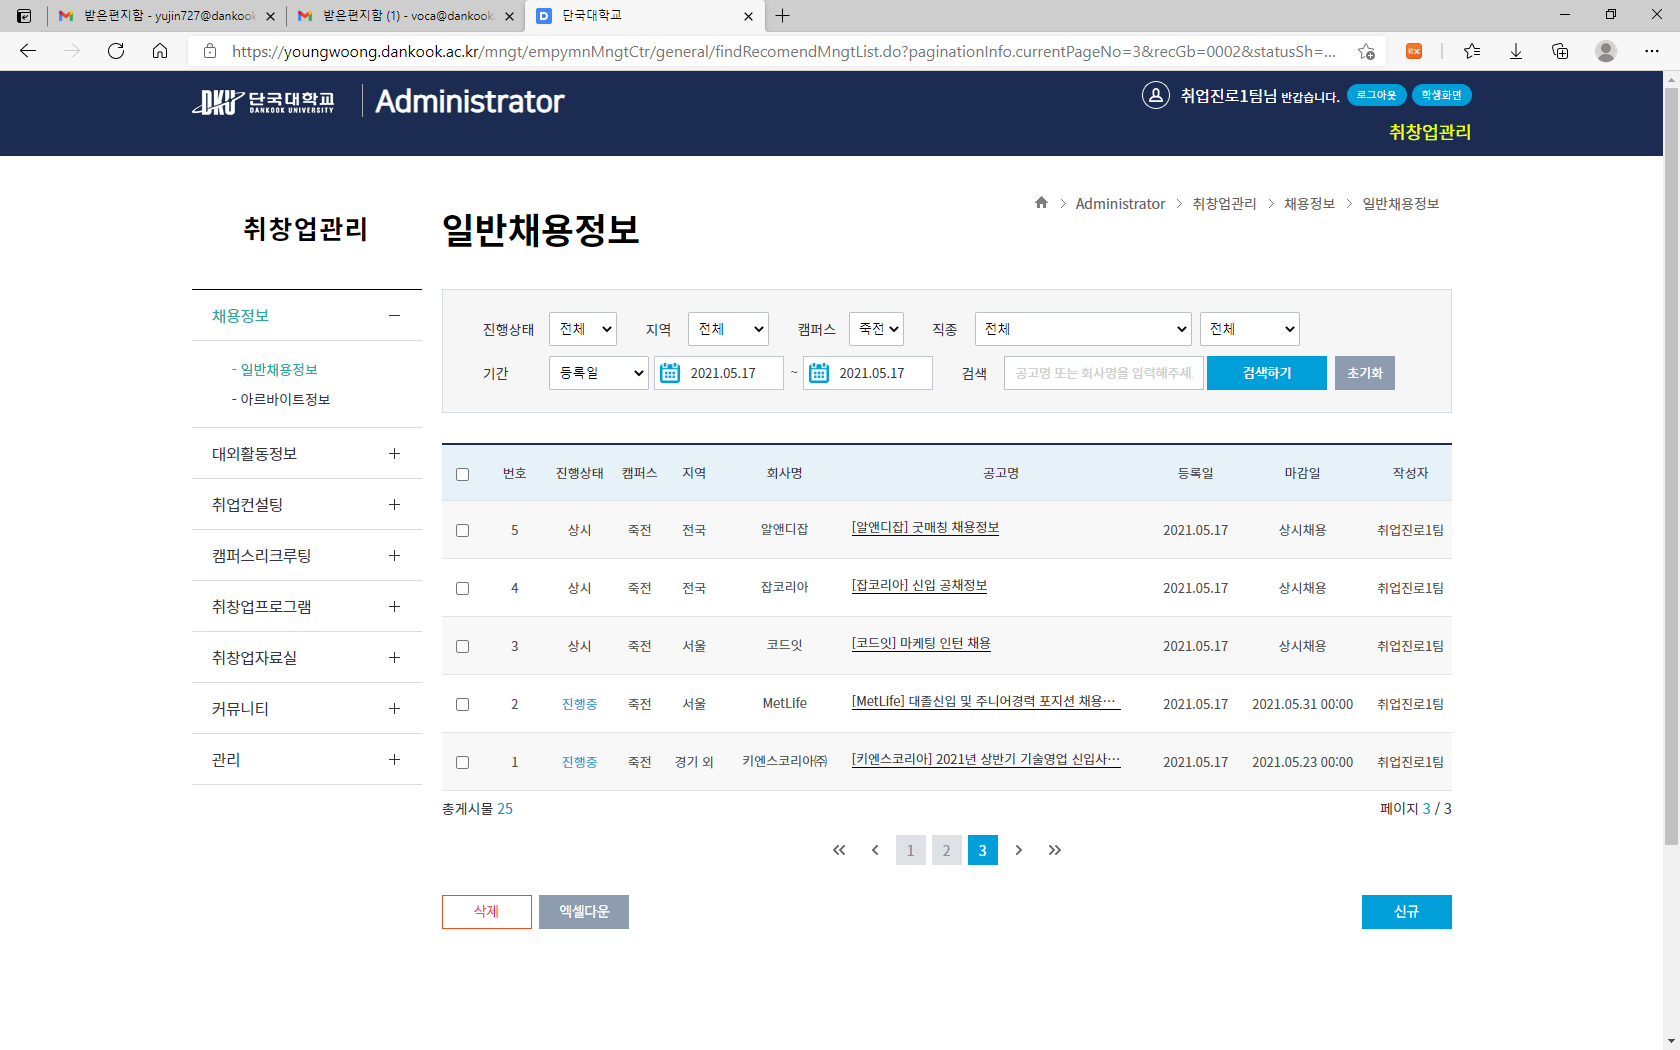 받은편지함 - yujin727@dankook
받은편지함 (1) - voca@dankook
단국대학교
https://youngwoong.dankook.ac.kr/mngt/empymnMngtCtr/general/findRecomendMngtList.do?paginationInfo.currentPageNo=3&recGb=0002&statusSh=...
EX
DKU 단국대학교 DANKOOK UNIVERSITY Administrator
취업진로1팀님 반갑습니다. 로그아웃 학생화면
취창업관리
Administrator > 취창업관리 > 채용정보 > 일반채용정보
취창업관리
채용정보
- 일반채용정보
- 아르바이트정보
대외활동정보
취업컨설팅
캠퍼스리크루팅
취창업프로그램
취창업자료실
커뮤니티
관리
일반채용정보
진행상태 전체 지역 전체 캠퍼스 죽전 직종 전체 전체
기간 등록일 2021.05.17 ~ 2021.05.17 검색 공고명 또는 회사명을 입력해주세. 검색하기 초기화
번호 진행상태 캠퍼스 지역 회사명 공고명 등록일 마감일 작성자
5 상시 죽전 전국 알앤디잡 [알앤디잡] 굿매칭 채용정보 2021.05.17 상시채용 취업진로1팀
4 상시 죽전 전국 잡코리아 [잡코리아] 신입 공채정보 2021.05.17 상시채용 취업진로1팀
3 상시 죽전 서울 코드잇 [코드잇] 마케팅 인턴 채용 2021.05.17 상시채용 취업진로1팀
2 진행중 죽전 서울 MetLife [MetLife] 대졸신입 및 주니어경력 포지션 채용… 2021.05.17 2021.05.31 00:00 취업진로1팀
1 진행중 죽전 경기 외 키엔스코리아㈜ [키엔스코리아] 2021년 상반기 기술영업 신입사… 2021.05.17 2021.05.23 00:00 취업진로1팀
총게시물 25 페이지 3 / 3
1 2 3
삭제 엑셀다운 신규